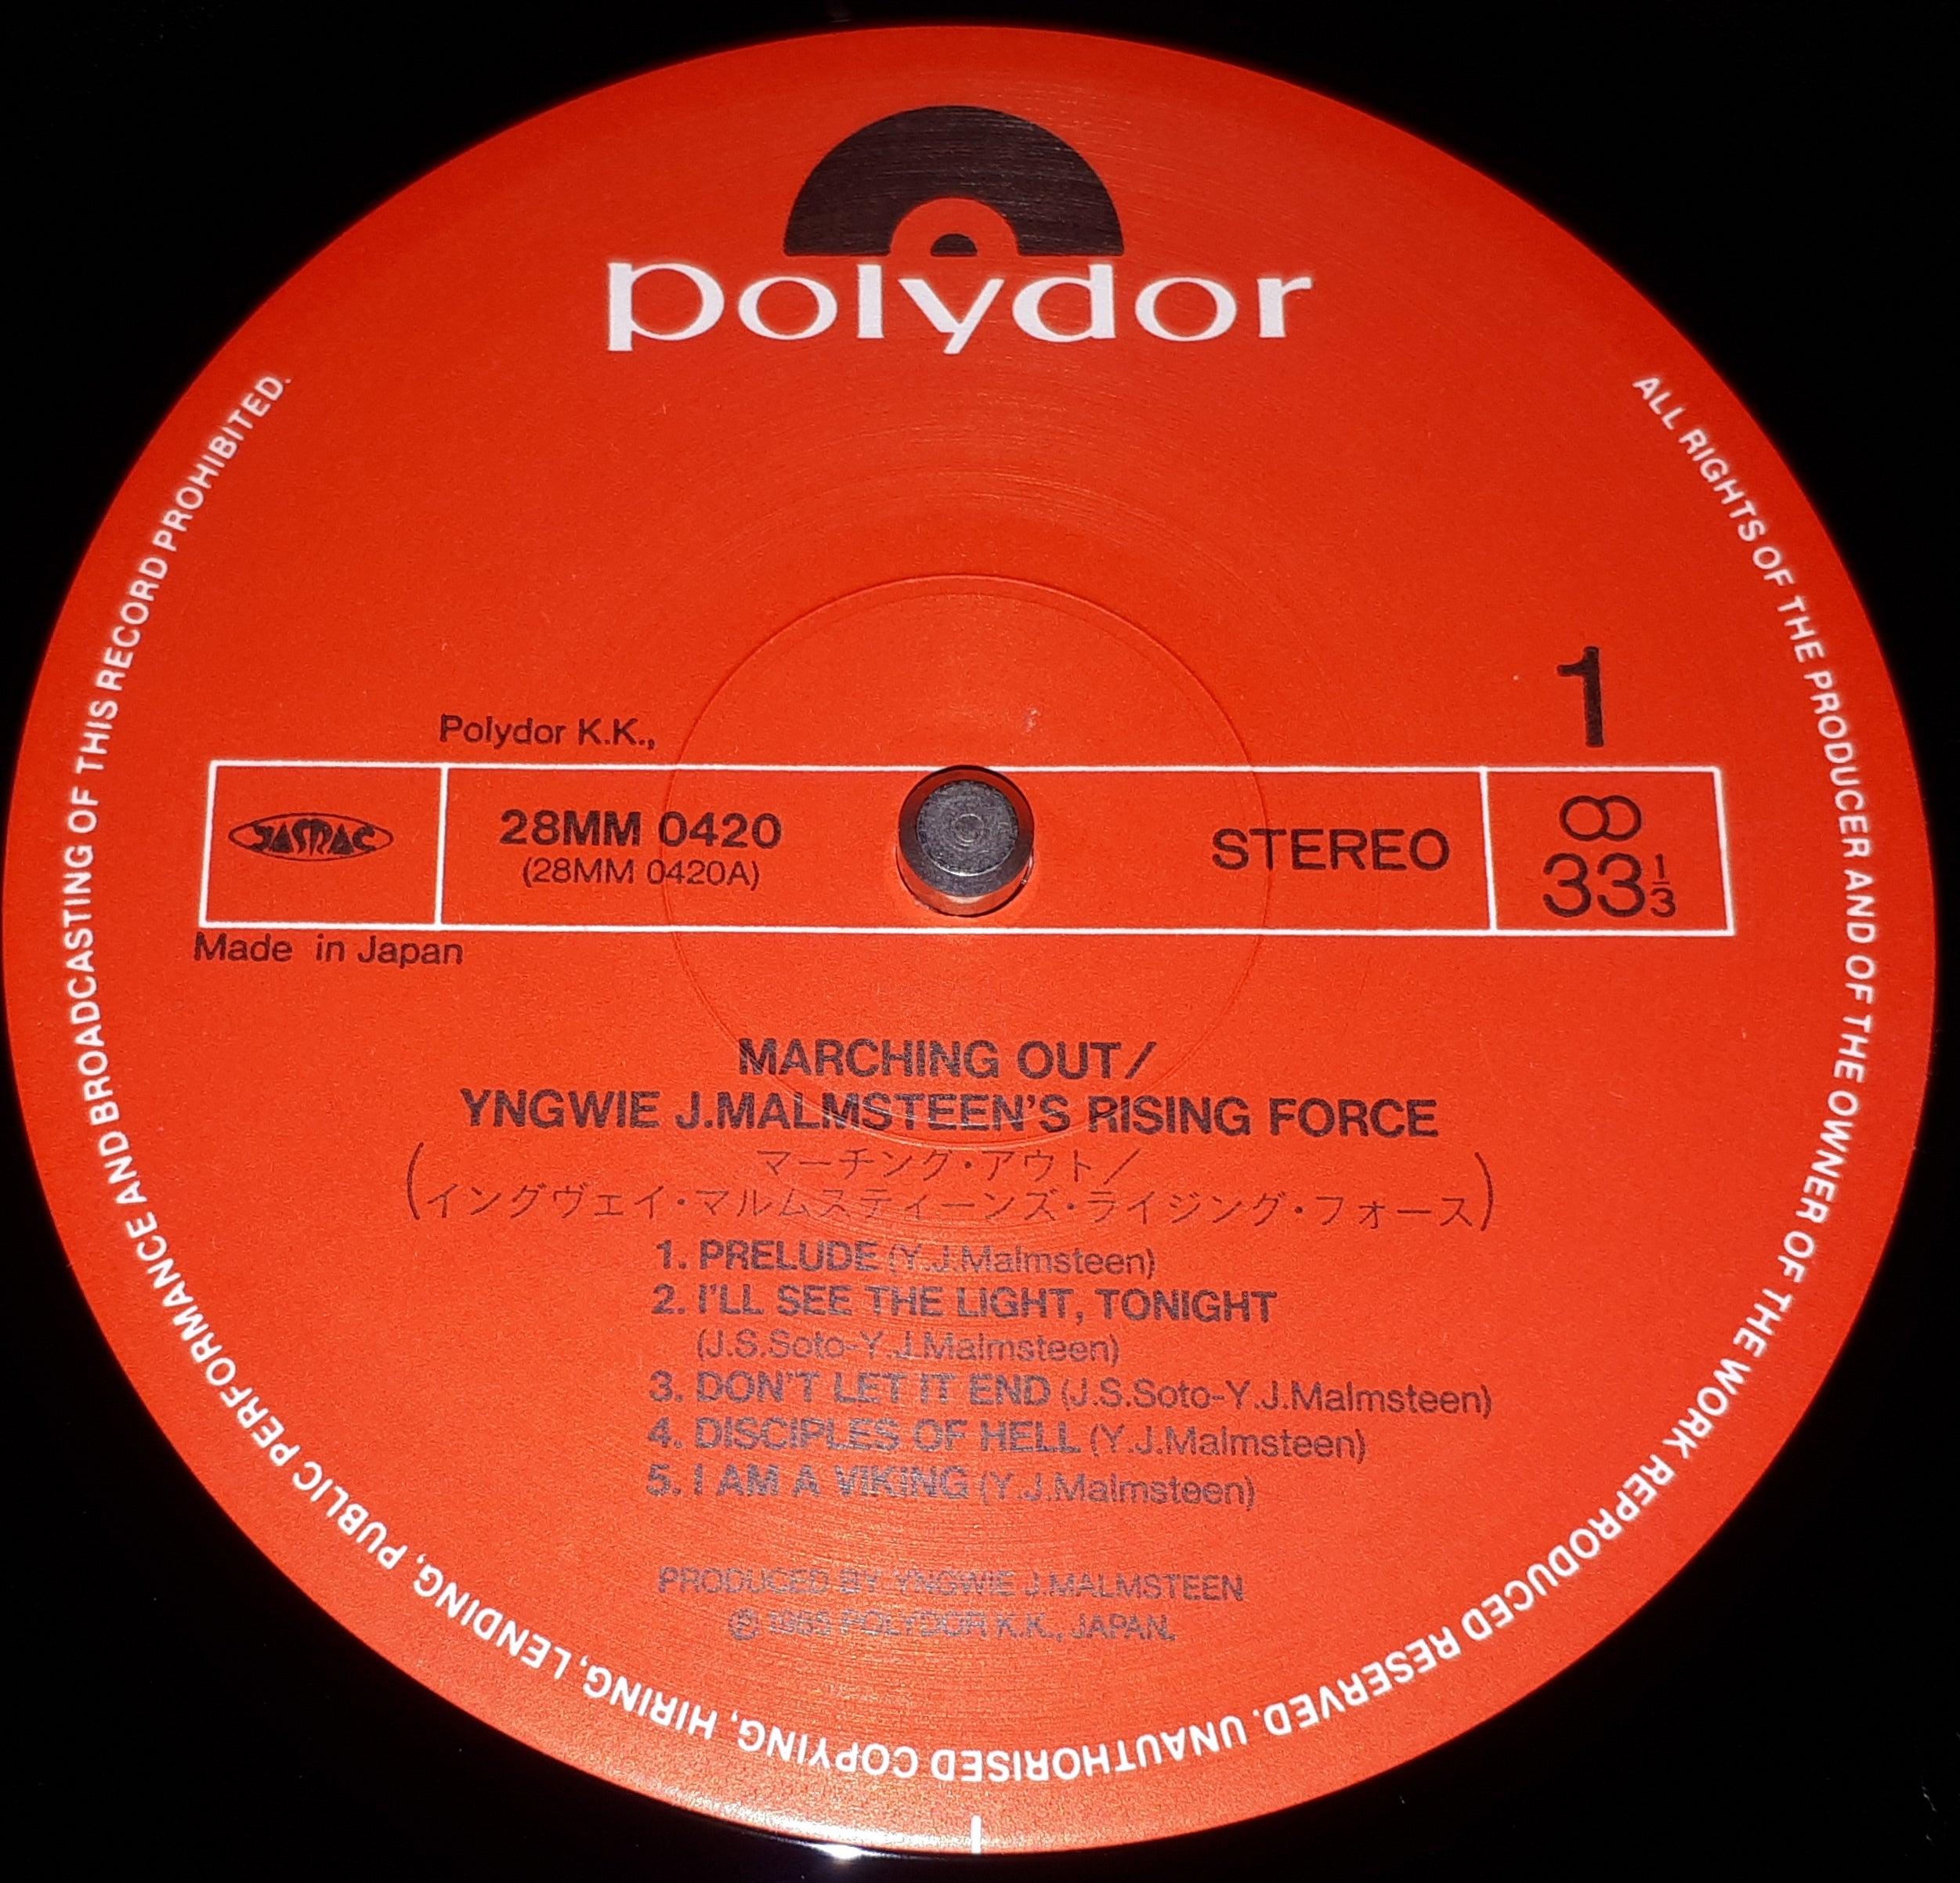 polydor
Polydor K.K.,
1
JASRAC
28MM 0420
(28MM 0420A)
STEREO
33 1/3
Made in Japan
MARCHING OUT/
YNGWIE J.MALMSTEEN'S RISING FORCE
(マーチング・アウト/
イングヴェイ・マルムスティーンズ・ライジング・フォース)
1. PRELUDE (Y.J.Malmsteen)
2. I'LL SEE THE LIGHT, TONIGHT
(J.S.Soto-Y.J.Malmsteen)
3. DON'T LET IT END (J.S.Soto-Y.J.Malmsteen)
4. DISCIPLES OF HELL (Y.J.Malmsteen)
5. I AM A VIKING (Y.J.Malmsteen)
PRODUCED BY YNGWIE J.MALMSTEEN
℗ 1985 POLYDOR K.K., JAPAN.
ALL RIGHTS OF THE PRODUCER AND OF THE OWNER OF THE WORK REPRODUCED RESERVED. UNAUTHORISED COPYING, HIRING, LENDING, PUBLIC PERFORMANCE AND BROADCASTING OF THIS RECORD PROHIBITED.